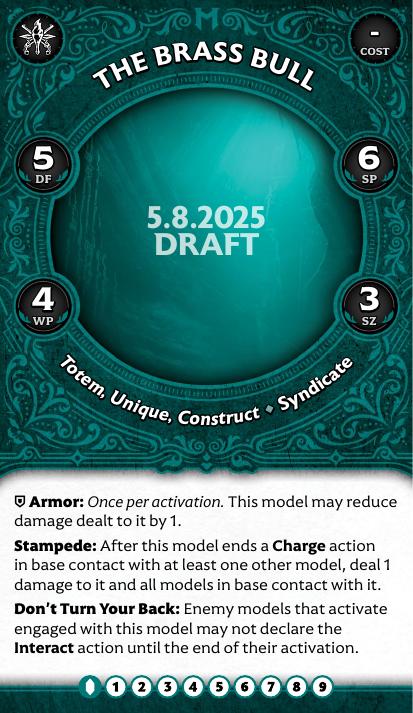 THE BRASS BULL
-
COST
5
DF
6
SP
5.8.2025
DRAFT
4
WP
3
SZ
Totem, Unique, Construct ◆ Syndicate
Armor: Once per activation. This model may reduce
damage dealt to it by 1.
Stampede: After this model ends a Charge action
in base contact with at least one other model, deal 1
damage to it and all models in base contact with it.
Don't Turn Your Back: Enemy models that activate
engaged with this model may not declare the
Interact action until the end of their activation.
1 2 3 4 5 6 7 8 9